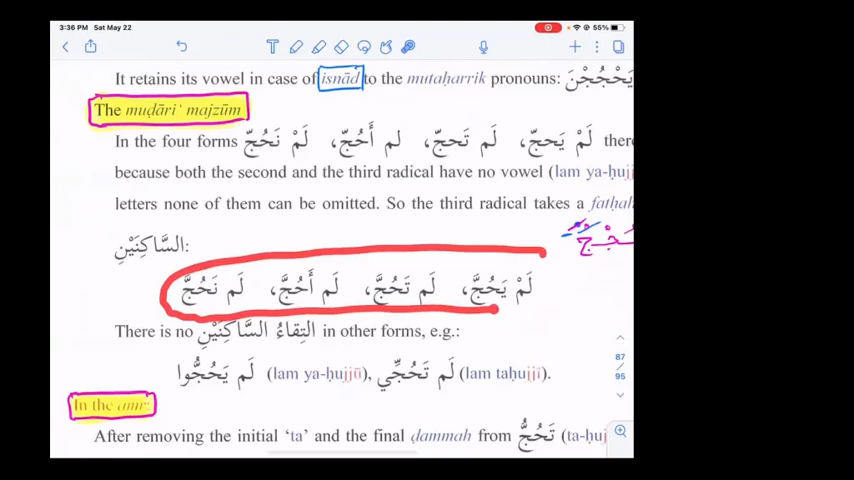 3:36 PM Sat May 22
55%
It retains its vowel in case of isnād to the mutaḥarrik pronouns: يَحْجُجْنَ
The muḍāri‘ majzūm
In the four forms لَمْ يَحجّ، لَم تَحجّ، لم أَحُجّ، لَمْ نَحُجّ
because both the second and the third radical have no vowel (lam ya-ḥujj
letters none of them can be omitted. So the third radical takes a fatḥah
السَّاكِنَيْنِ:
لَمْ يَحُجَّ، لَم تَحُجَّ، لَم أَحُجَّ، لَم نَحُجَّ
There is no التِقاءُ السَّاكِنَيْنِ in other forms, e.g.:
لَم يَحُجُّوا (lam ya-ḥujjū), لَم تَحُجِّي (lam taḥujjī).
87
/
95
In the amr:
After removing the initial ‘ta’ and the final ḍammah from تَحُجُّ (ta-ḥujj